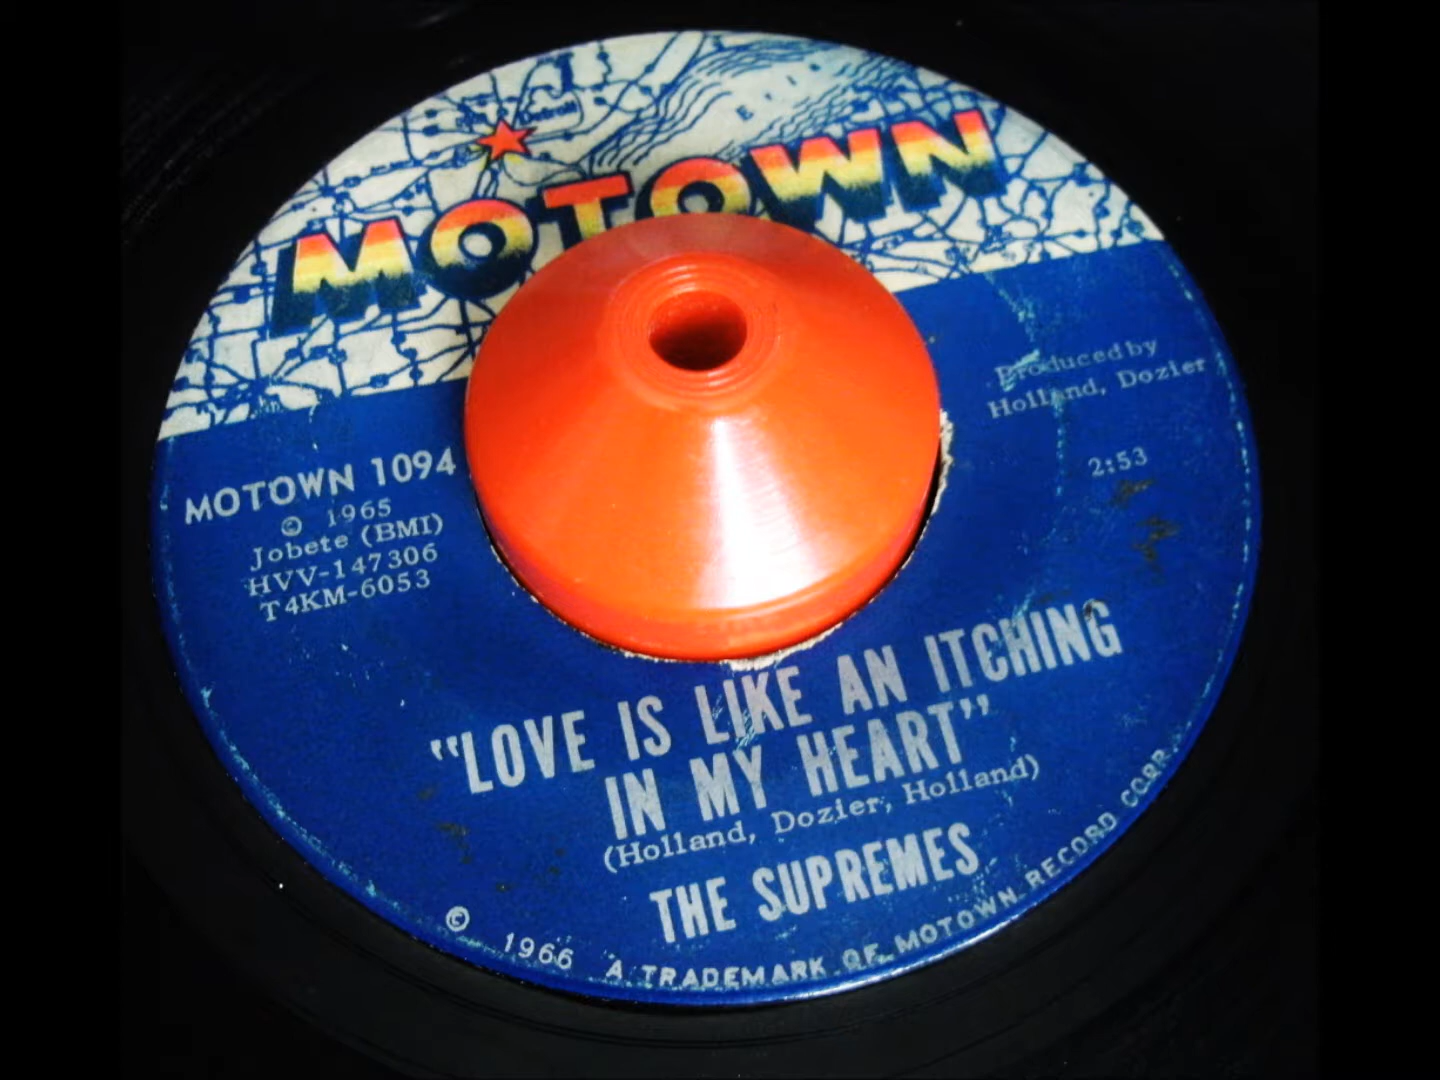 Detroit
E R I
MOTOWN
Produced by
Holland, Dozier
2:53
MOTOWN 1094
© 1965
Jobete (BMI)
HVV-147306
T4KM-6053
"LOVE IS LIKE AN ITCHING
IN MY HEART"
(Holland, Dozier, Holland)
THE SUPREMES
© 1966 A TRADEMARK OF MOTOWN RECORD CORP.